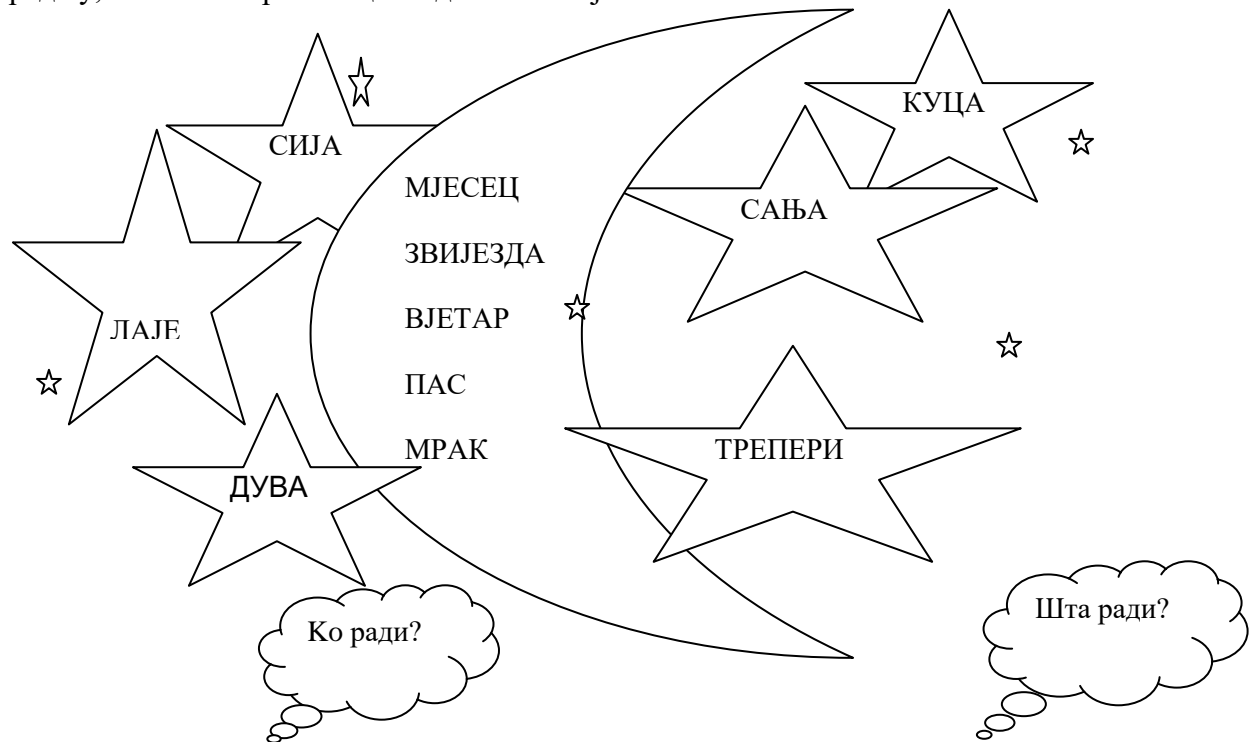 СИЈА
КУЦА
МЈЕСЕЦ
САЊА
ЗВИЈЕЗДА
ВЈЕТАР
ЛАЈЕ
ПАС
МРАК
ТРЕПЕРИ
ДУВА
Ко ради?
Шта ради?